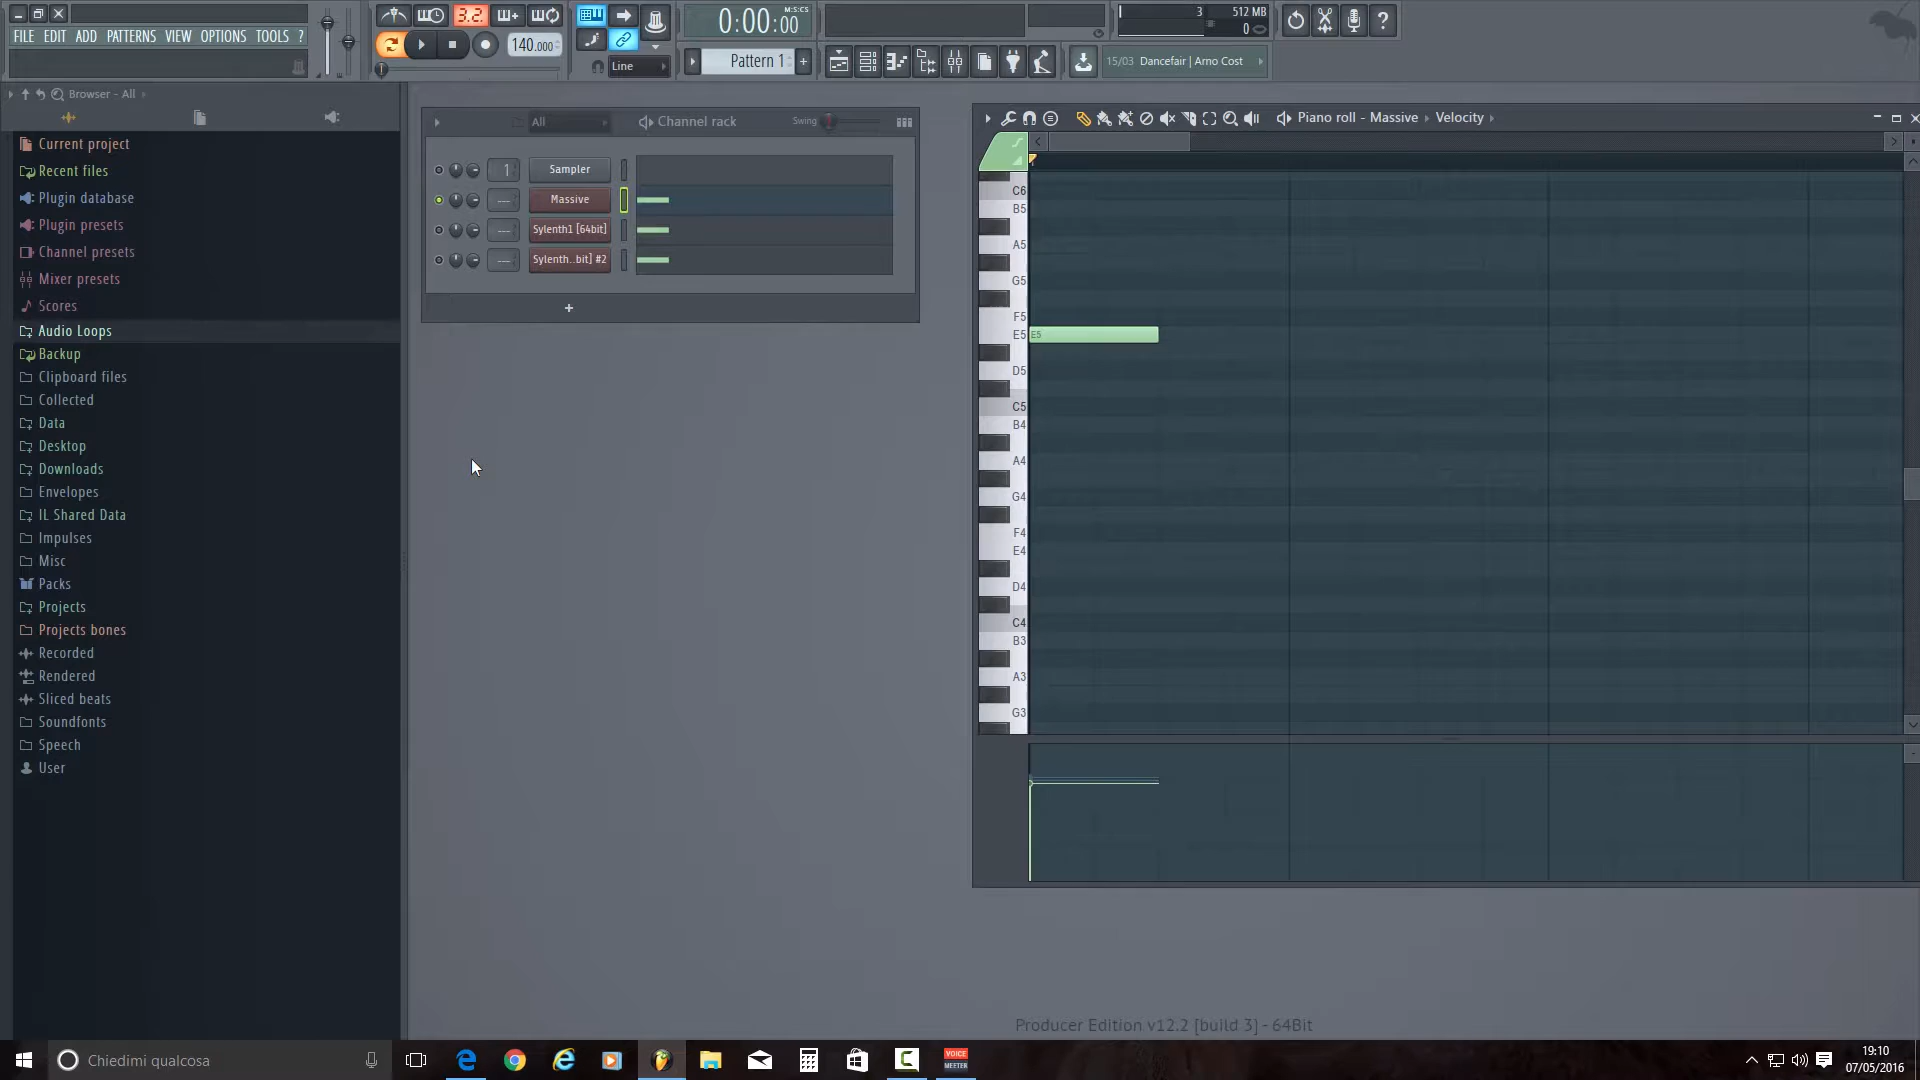 FILE EDIT ADD PATTERNS VIEW OPTIONS TOOLS ?
3.2.
140.000
Line
0:00:00
M:S:CS
Pattern 1
3
512 MB
0
15/03 Dancefair | Arno Cost
Browser - All
Current project
Recent files
Plugin database
Plugin presets
Channel presets
Mixer presets
Scores
Audio Loops
Backup
Clipboard files
Collected
Data
Desktop
Downloads
Envelopes
IL Shared Data
Impulses
Misc
Packs
Projects
Projects bones
Recorded
Rendered
Sliced beats
Soundfonts
Speech
User
All
Channel rack
Swing
1
Sampler
---
Massive
---
Sylenth1 [64bit]
---
Sylenth..bit] #2
+
Piano roll - Massive
Velocity
C6
B5
A5
G5
F5
E5
E5
D5
C5
B4
A4
G4
F4
E4
D4
C4
B3
A3
G3
Producer Edition v12.2 [build 3] - 64Bit
Chiedimi qualcosa
VOICE
MEETER
19:10
07/05/2016